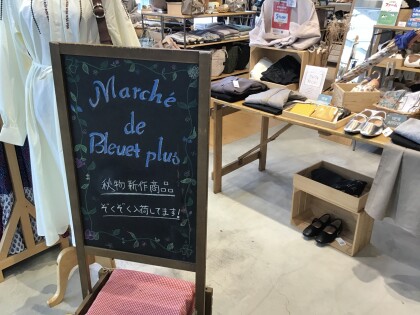 Marché
de
Bleuet plus
秋物新作商品
ぞくぞく入荷してます!